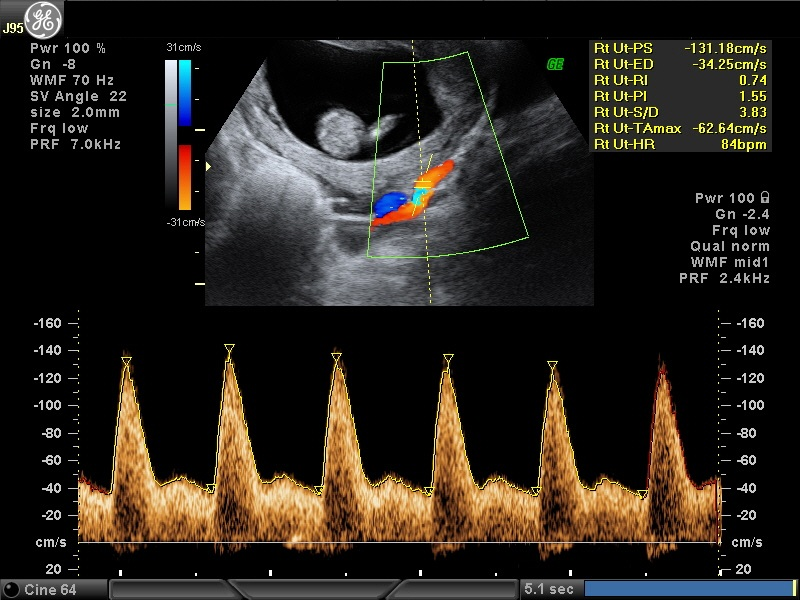 J95
GE
Pwr 100 %
Gn -8
WMF 70 Hz
SV Angle 22
size 2.0mm
Frq low
PRF 7.0kHz
31cm/s
-31cm/s
GE
Rt Ut-PS -131.18cm/s
Rt Ut-ED -34.25cm/s
Rt Ut-RI 0.74
Rt Ut-PI 1.55
Rt Ut-S/D 3.83
Rt Ut-TAmax -62.64cm/s
Rt Ut-HR 84bpm
Pwr 100
Gn -2.4
Frq low
Qual norm
WMF mid1
PRF 2.4kHz
-160 -160
-140 -140
-120 -120
-100 -100
-80 -80
-60 -60
-40 -40
-20 -20
cm/s cm/s
20 20
Cine 64 5.1 sec